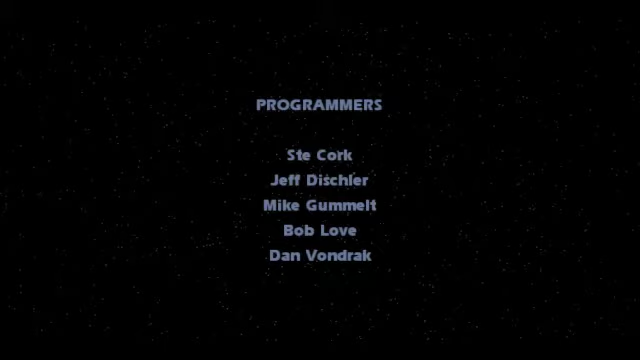 PROGRAMMERS
Ste Cork
Jeff Dischler
Mike Gummelt
Bob Love
Dan Vondrak